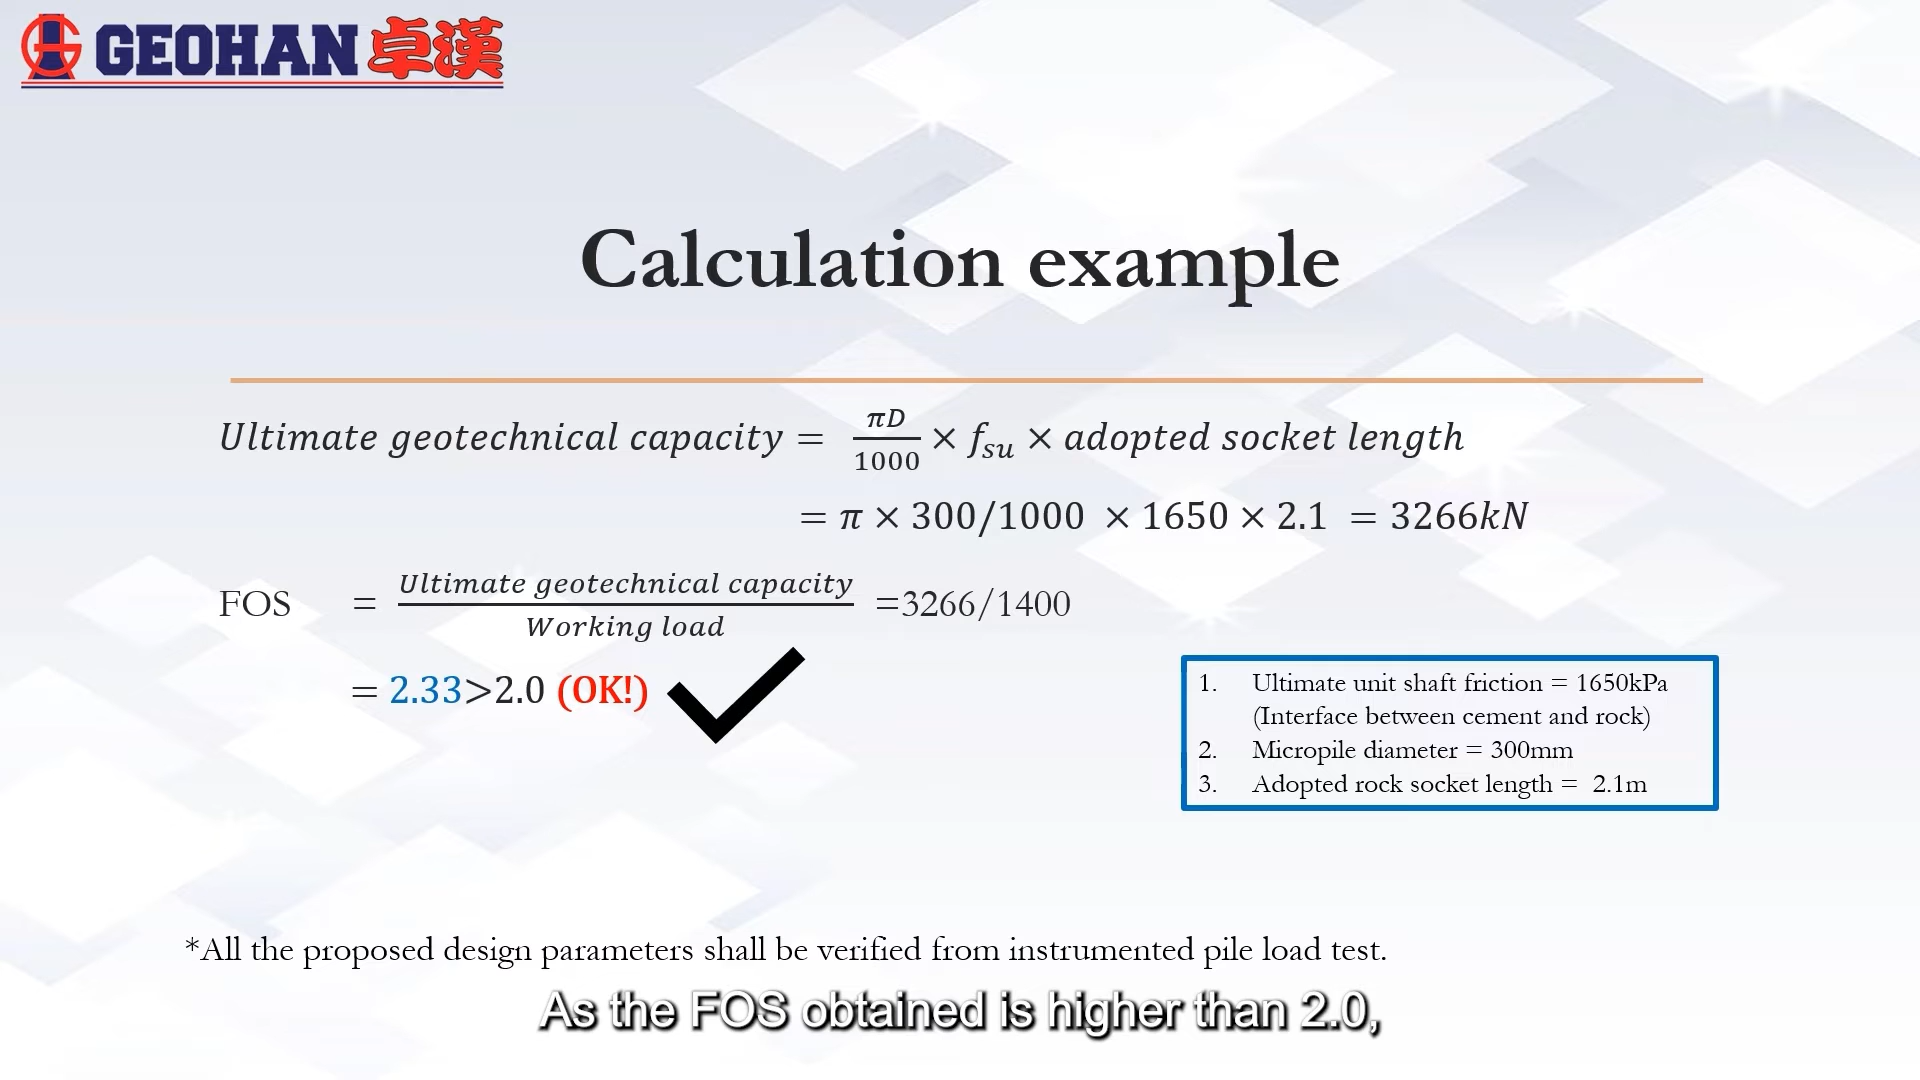 GEOHAN 卓漢
Calculation example
Ultimate geotechnical capacity = πD/1000 × fsu × adopted socket length
= π × 300/1000 × 1650 × 2.1 = 3266kN
FOS = Ultimate geotechnical capacity/Working load =3266/1400
= 2.33>2.0 (OK!)
1. Ultimate unit shaft friction = 1650kPa
(Interface between cement and rock)
2. Micropile diameter = 300mm
3. Adopted rock socket length = 2.1m
*All the proposed design parameters shall be verified from instrumented pile load test.
As the FOS obtained is higher than 2.0,